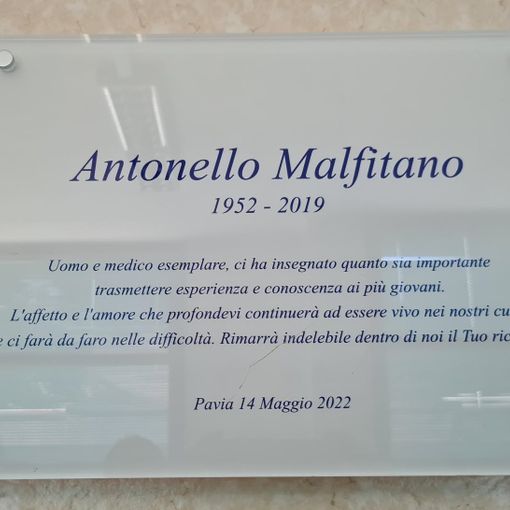 Antonello Malfitano
1952 - 2019
Uomo e medico esemplare, ci ha insegnato quanto sia importante
trasmettere esperienza e conoscenza ai più giovani.
L'affetto e l'amore che profondevi continuerà ad essere vivo nei nostri
e ci farà da faro nelle difficoltà. Rimarrà indelebile dentro di noi il Tuo
Pavia 14 Maggio 2022